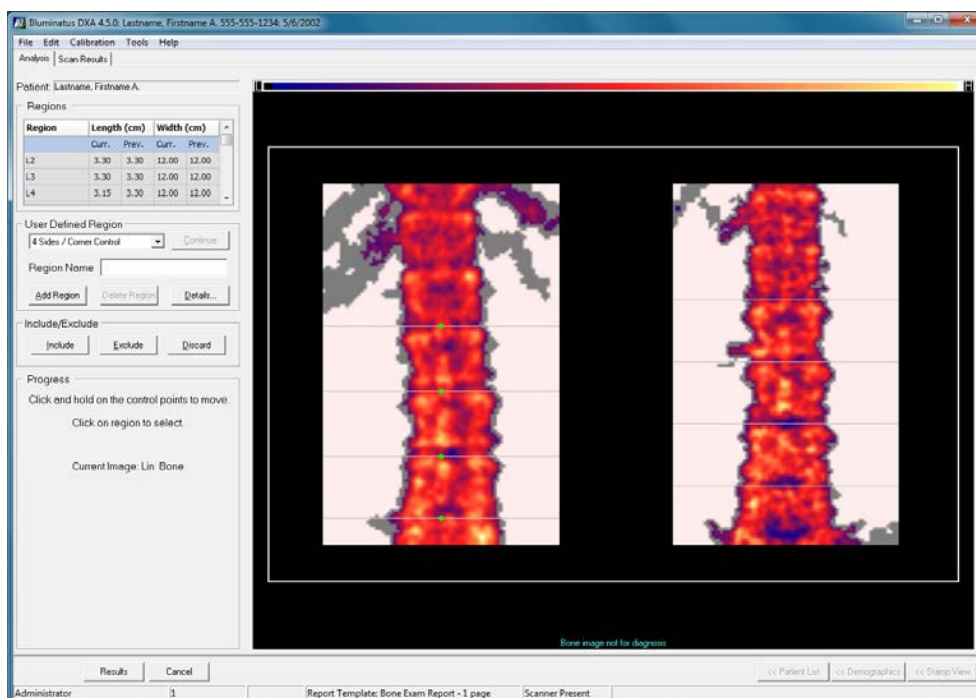 Illuminatus DXA 4.5.0: Lastname, Firstname A. 555-555-1234: 5/6/2002
File Edit Calibration Tools Help
Analysis Scan Results
Patient: Lastname, Firstname A.
L H
Regions
Region Length (cm) Width (cm)
Curr. Prev. Curr. Prev.
L2 3.30 3.30 12.00 12.00
L3 3.30 3.30 12.00 12.00
L4 3.15 3.30 12.00 12.00
User Defined Region
4 Sides / Corner Control Continue
Region Name
Add Region Delete Region Details...
Include/Exclude
Include Exclude Discard
Progress
Click and hold on the control points to move.
Click on region to select.
Current Image: Lin Bone
Bone image not for diagnosis
Results Cancel << Patient List << Demographics << Stamp View
Administrator 1 Report Template: Bone Exam Report - 1 page Scanner Present